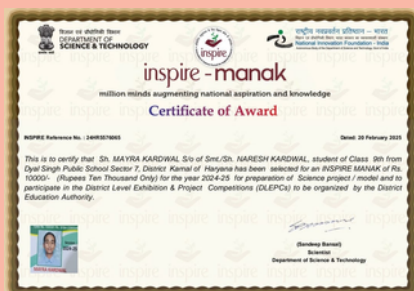 विज्ञान एवं प्रौद्योगिकी विभाग
DEPARTMENT OF
SCIENCE & TECHNOLOGY
inspire
राष्ट्रीय नवप्रवर्तन प्रतिष्ठान – भारत
National Innovation Foundation - India
inspire - manak
million minds augmenting national aspiration and knowledge
Certificate of Award
INSPIRE Reference No. : 24HR3579065
Dated: 20 February 2025
This is to certify that Sh. MAYRA KARDWAL S/o of Smt./Sh. NARESH KARDWAL, student of Class 9th from
Dyal Singh Public School Sector 7, District Karnal of Haryana has been selected for an INSPIRE MANAK of Rs.
10000/- (Rupees Ten Thousand Only) for the year 2024-25 for preparation of Science project / model and to
participate in the District Level Exhibition & Project Competitions (DLEPCs) to be organized by the District
Education Authority.
(Sandeep Bansal)
Scientist
Department of Science & Technology
MAYRA KARDWAL